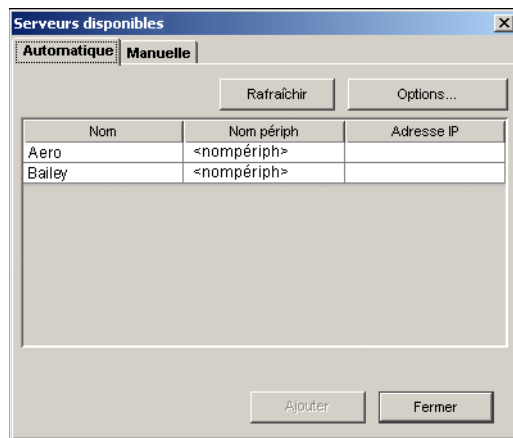 Serveurs disponibles
Automatique Manuelle
Rafraîchir Options...
Nom Nom périph Adresse IP
Aero <nompériph>
Bailey <nompériph>
Ajouter Fermer